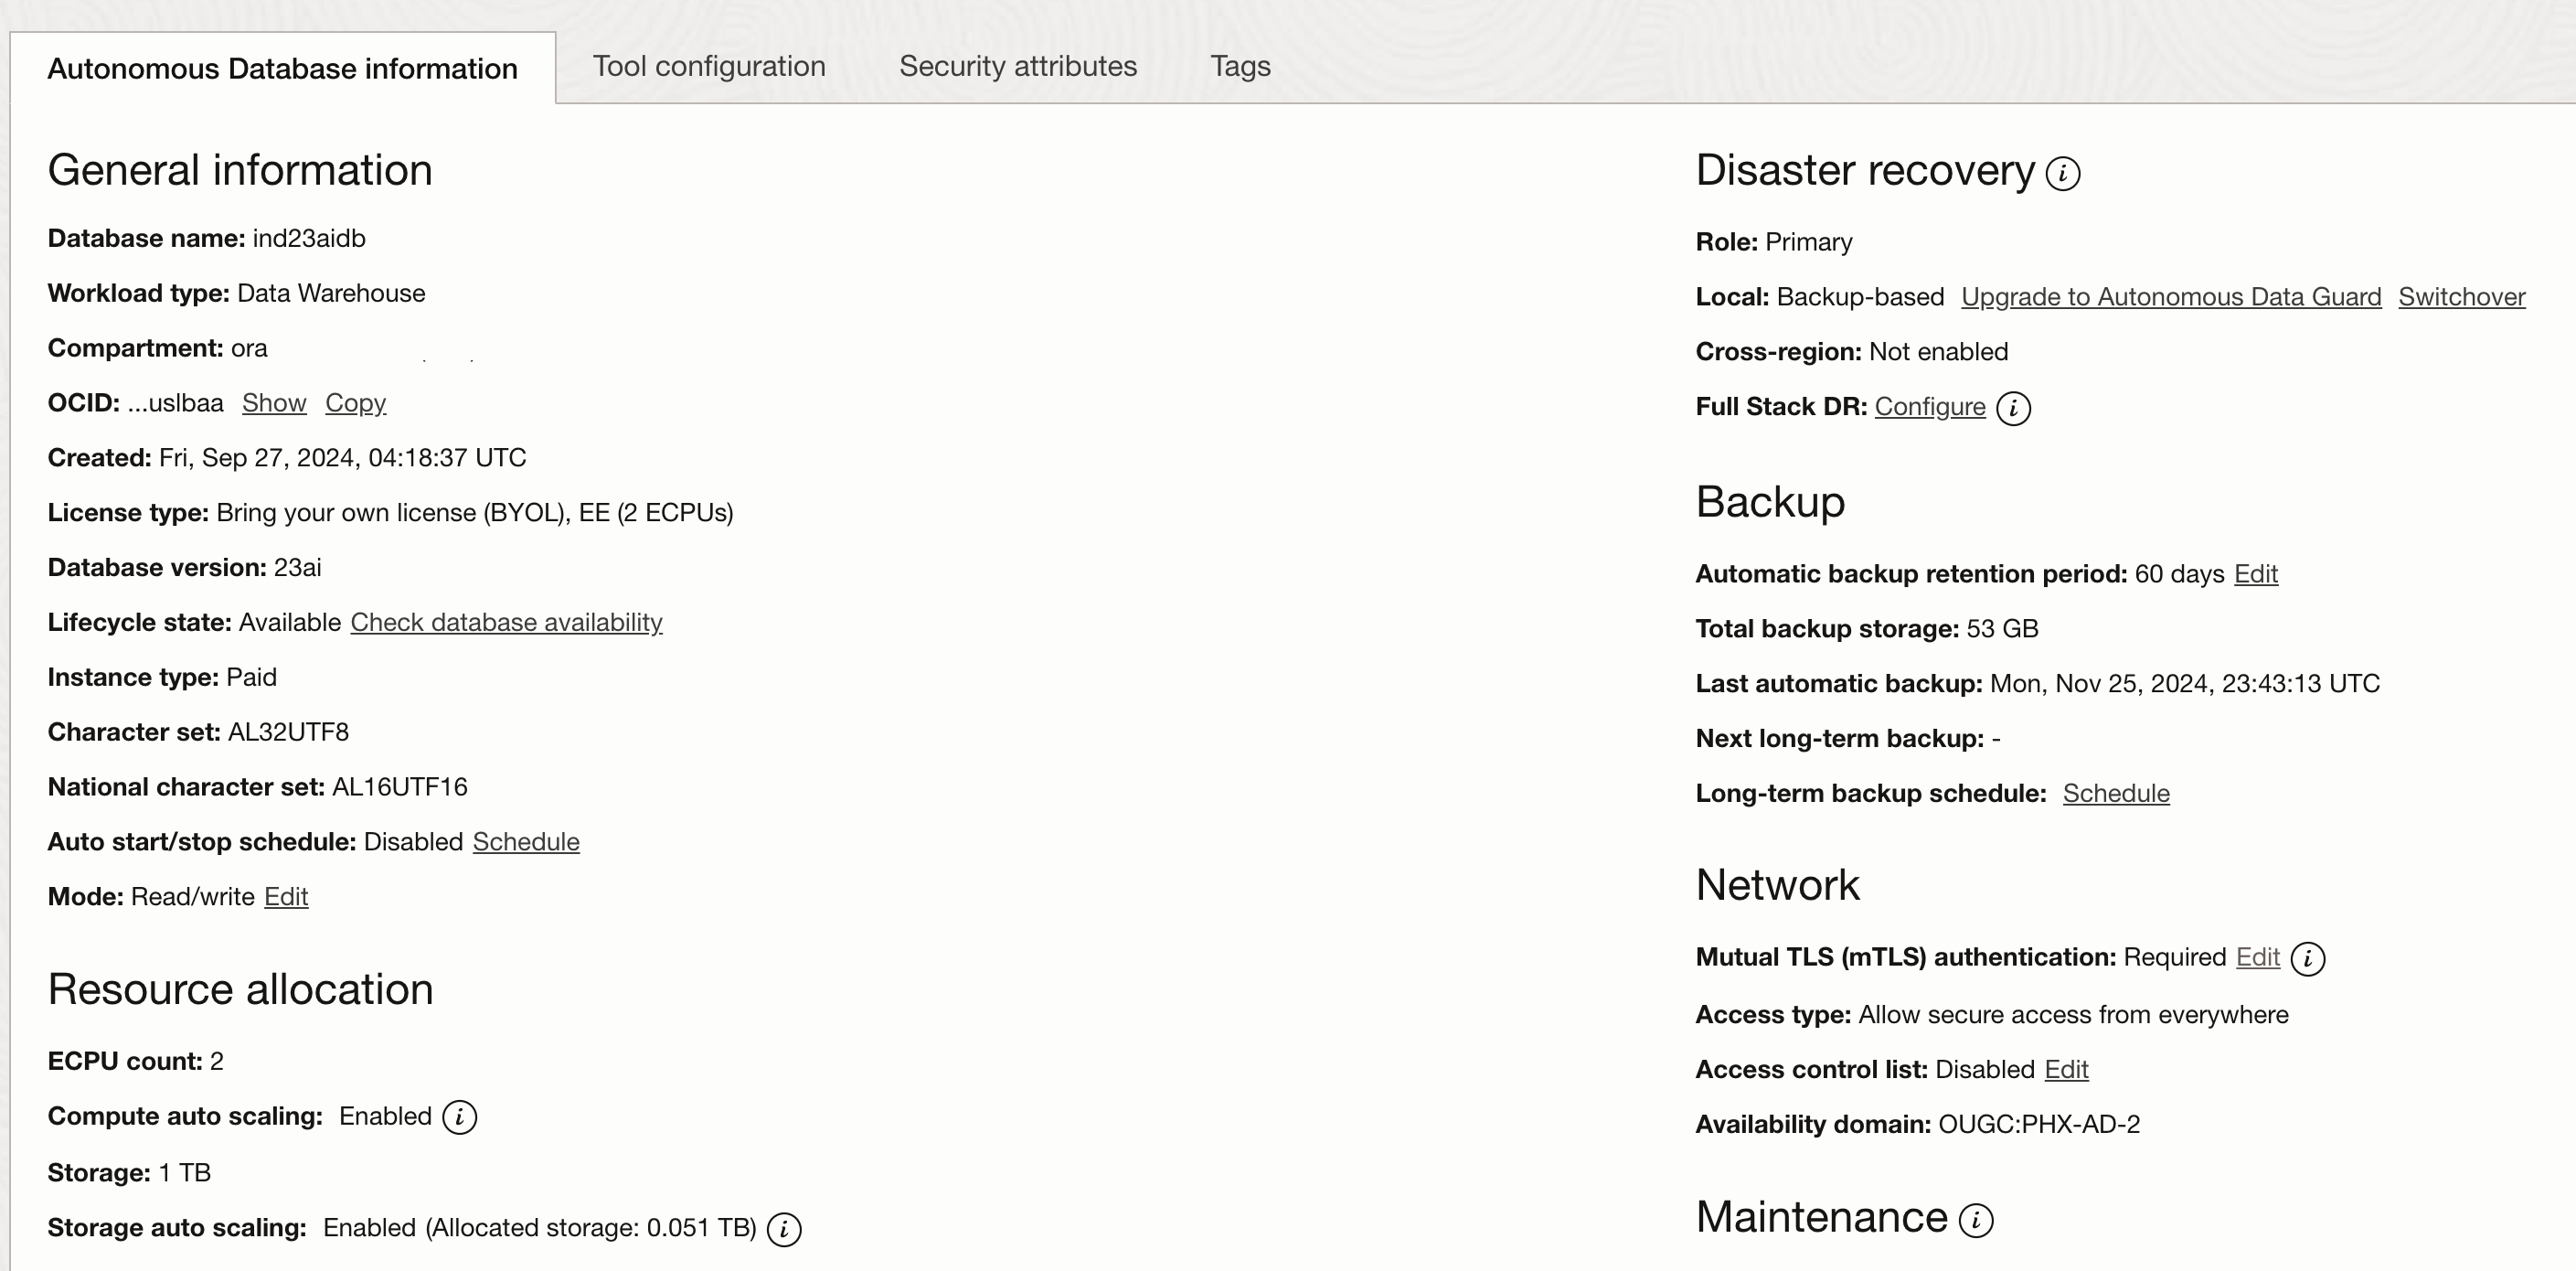 Autonomous Database information
Tool configuration
Security attributes
Tags
General information
Database name: ind23aidb
Workload type: Data Warehouse
Compartment: ora
OCID: ...uslbaa Show Copy
Created: Fri, Sep 27, 2024, 04:18:37 UTC
License type: Bring your own license (BYOL), EE (2 ECPUs)
Database version: 23ai
Lifecycle state: Available Check database availability
Instance type: Paid
Character set: AL32UTF8
National character set: AL16UTF16
Auto start/stop schedule: Disabled Schedule
Mode: Read/write Edit
Resource allocation
ECPU count: 2
Compute auto scaling: Enabled i
Storage: 1 TB
Storage auto scaling: Enabled (Allocated storage: 0.051 TB) i
Disaster recovery i
Role: Primary
Local: Backup-based Upgrade to Autonomous Data Guard Switchover
Cross-region: Not enabled
Full Stack DR: Configure i
Backup
Automatic backup retention period: 60 days Edit
Total backup storage: 53 GB
Last automatic backup: Mon, Nov 25, 2024, 23:43:13 UTC
Next long-term backup: -
Long-term backup schedule: Schedule
Network
Mutual TLS (mTLS) authentication: Required Edit i
Access type: Allow secure access from everywhere
Access control list: Disabled Edit
Availability domain: OUGC:PHX-AD-2
Maintenance i